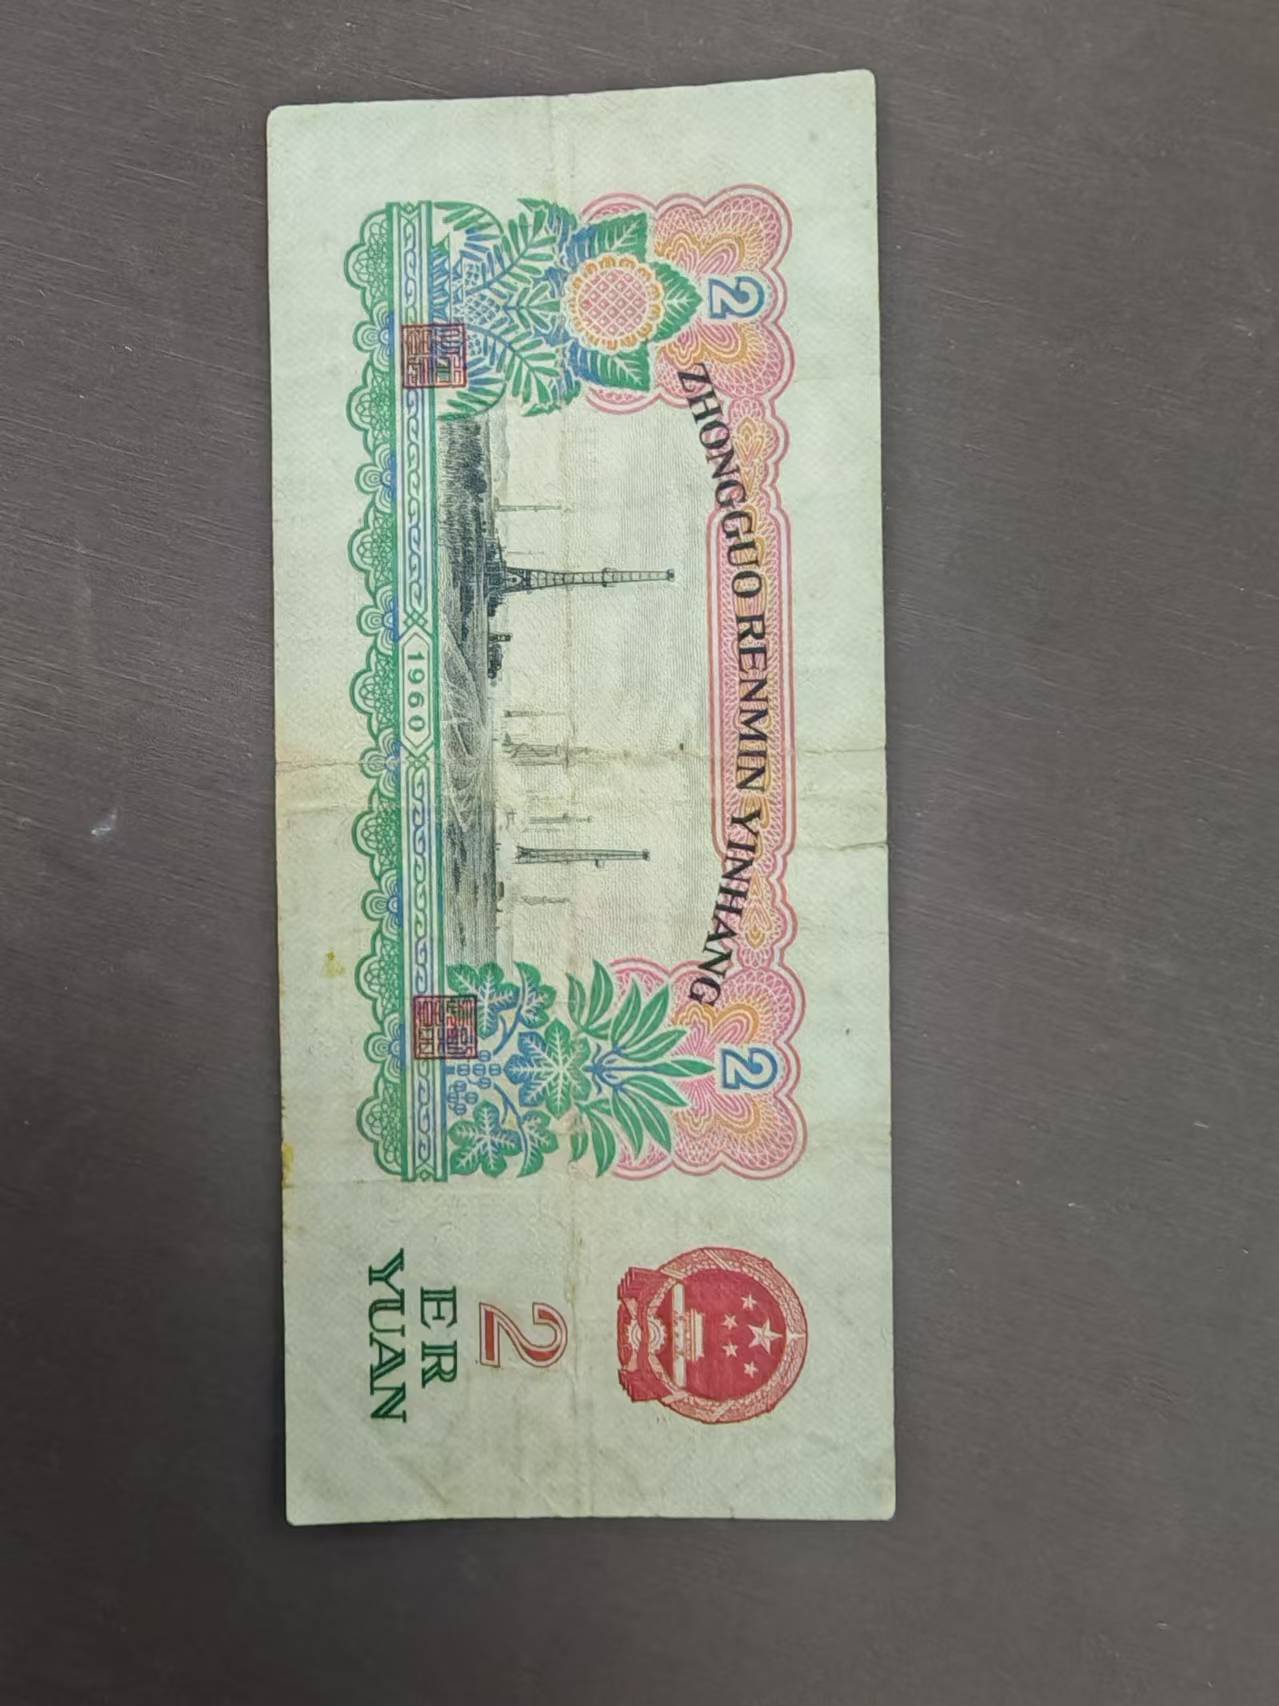 ZHONGGUO RENMIN YINHANG
2
2
1960
2
ER
YUAN